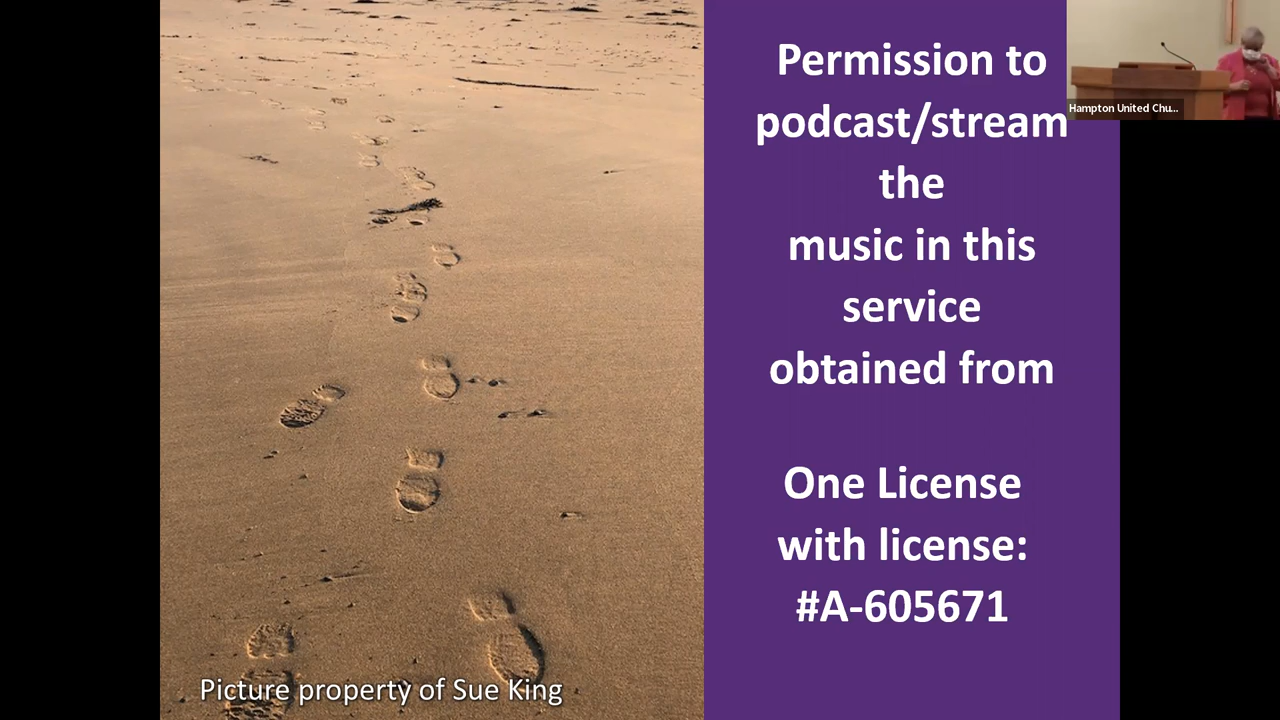 Permission to
podcast/stream
the
music in this
service
obtained from
One License
with license:
#A-605671
Picture property of Sue King
Hampton United Chu...